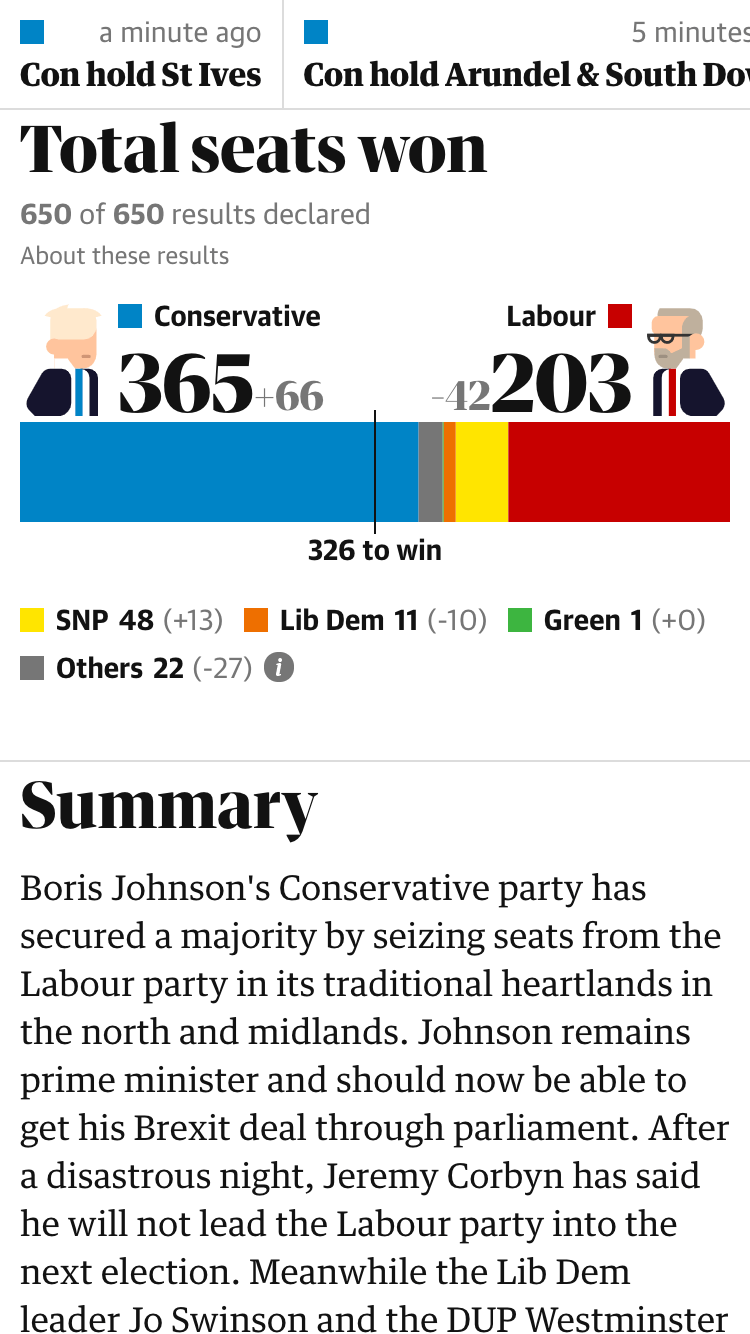 a minute ago
Con hold St Ives
5 minutes
Con hold Arundel & South Do
Total seats won
650 of 650 results declared
About these results
Conservative
365 +66
Labour
-42 203
326 to win
SNP 48 (+13) Lib Dem 11 (-10) Green 1 (+0)
Others 22 (-27) i
Summary
Boris Johnson's Conservative party has
secured a majority by seizing seats from the
Labour party in its traditional heartlands in
the north and midlands. Johnson remains
prime minister and should now be able to
get his Brexit deal through parliament. After
a disastrous night, Jeremy Corbyn has said
he will not lead the Labour party into the
next election. Meanwhile the Lib Dem
leader Jo Swinson and the DUP Westminster